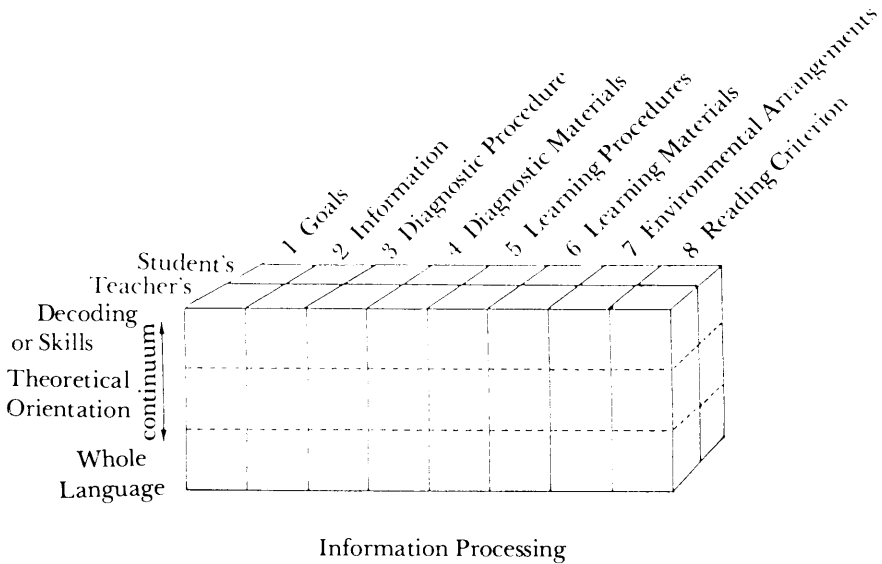 1 Goals
2 Information
3 Diagnostic Procedure
4 Diagnostic Materials
5 Learning Procedures
6 Learning Materials
7 Environmental Arrangements
8 Reading Criterion
Student's
Teacher's
Decoding
or Skills
Theoretical
Orientation
continuum
Whole
Language
Information Processing